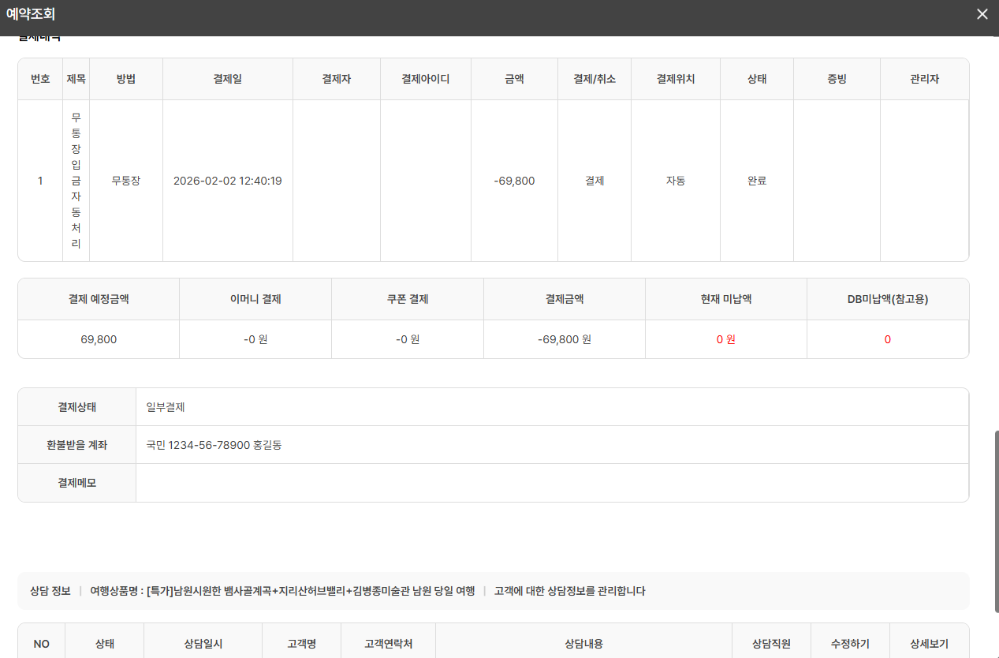 예약조회
결제내역
번호 제목 방법 결제일 결제자 결제아이디 금액 결제/취소 결제위치 상태 증빙 관리자
1 무통장입금자동처리 무통장 2026-02-02 12:40:19 -69,800 결제 자동 완료
결제 예정금액 이머니 결제 쿠폰 결제 결제금액 현재 미납액 DB미납액(참고용)
69,800 -0 원 -0 원 -69,800 원 0 원 0
결제상태 일부결제
환불받을 계좌 국민 1234-56-78900 홍길동
결제메모
상담 정보 | 여행상품명 : [특가]남원시원한 뱀사골계곡+지리산허브밸리+김병종미술관 남원 당일 여행 | 고객에 대한 상담정보를 관리합니다
NO 상태 상담일시 고객명 고객연락처 상담내용 상담직원 수정하기 상세보기